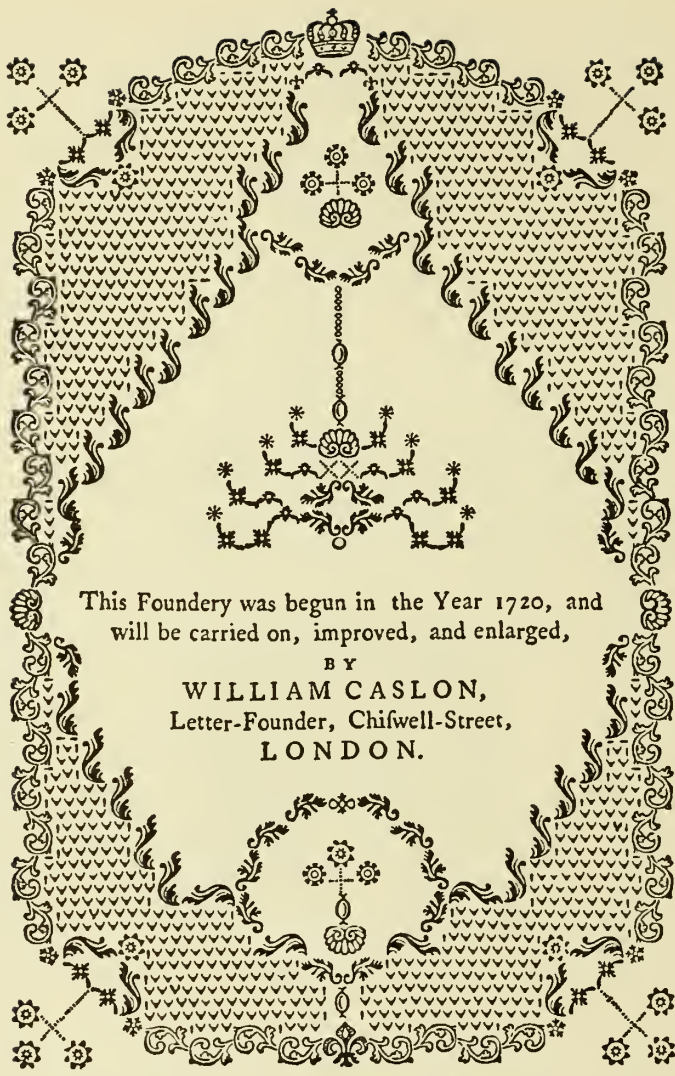 This Foundery was begun in the Year 1720, and
will be carried on, improved, and enlarged,
BY
WILLIAM CASLON,
Letter-Founder, Chiſwell-Street,
LONDON.